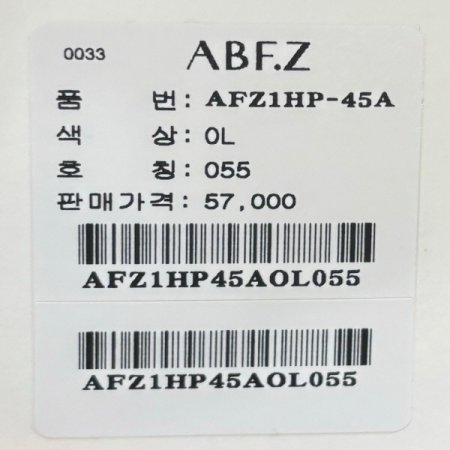 0033 ABF.Z
품 번: AFZ1HP-45A
색 상: OL
호 칭: 055
판매가격: 57,000
AFZ1HP45AOL055
AFZ1HP45AOL055